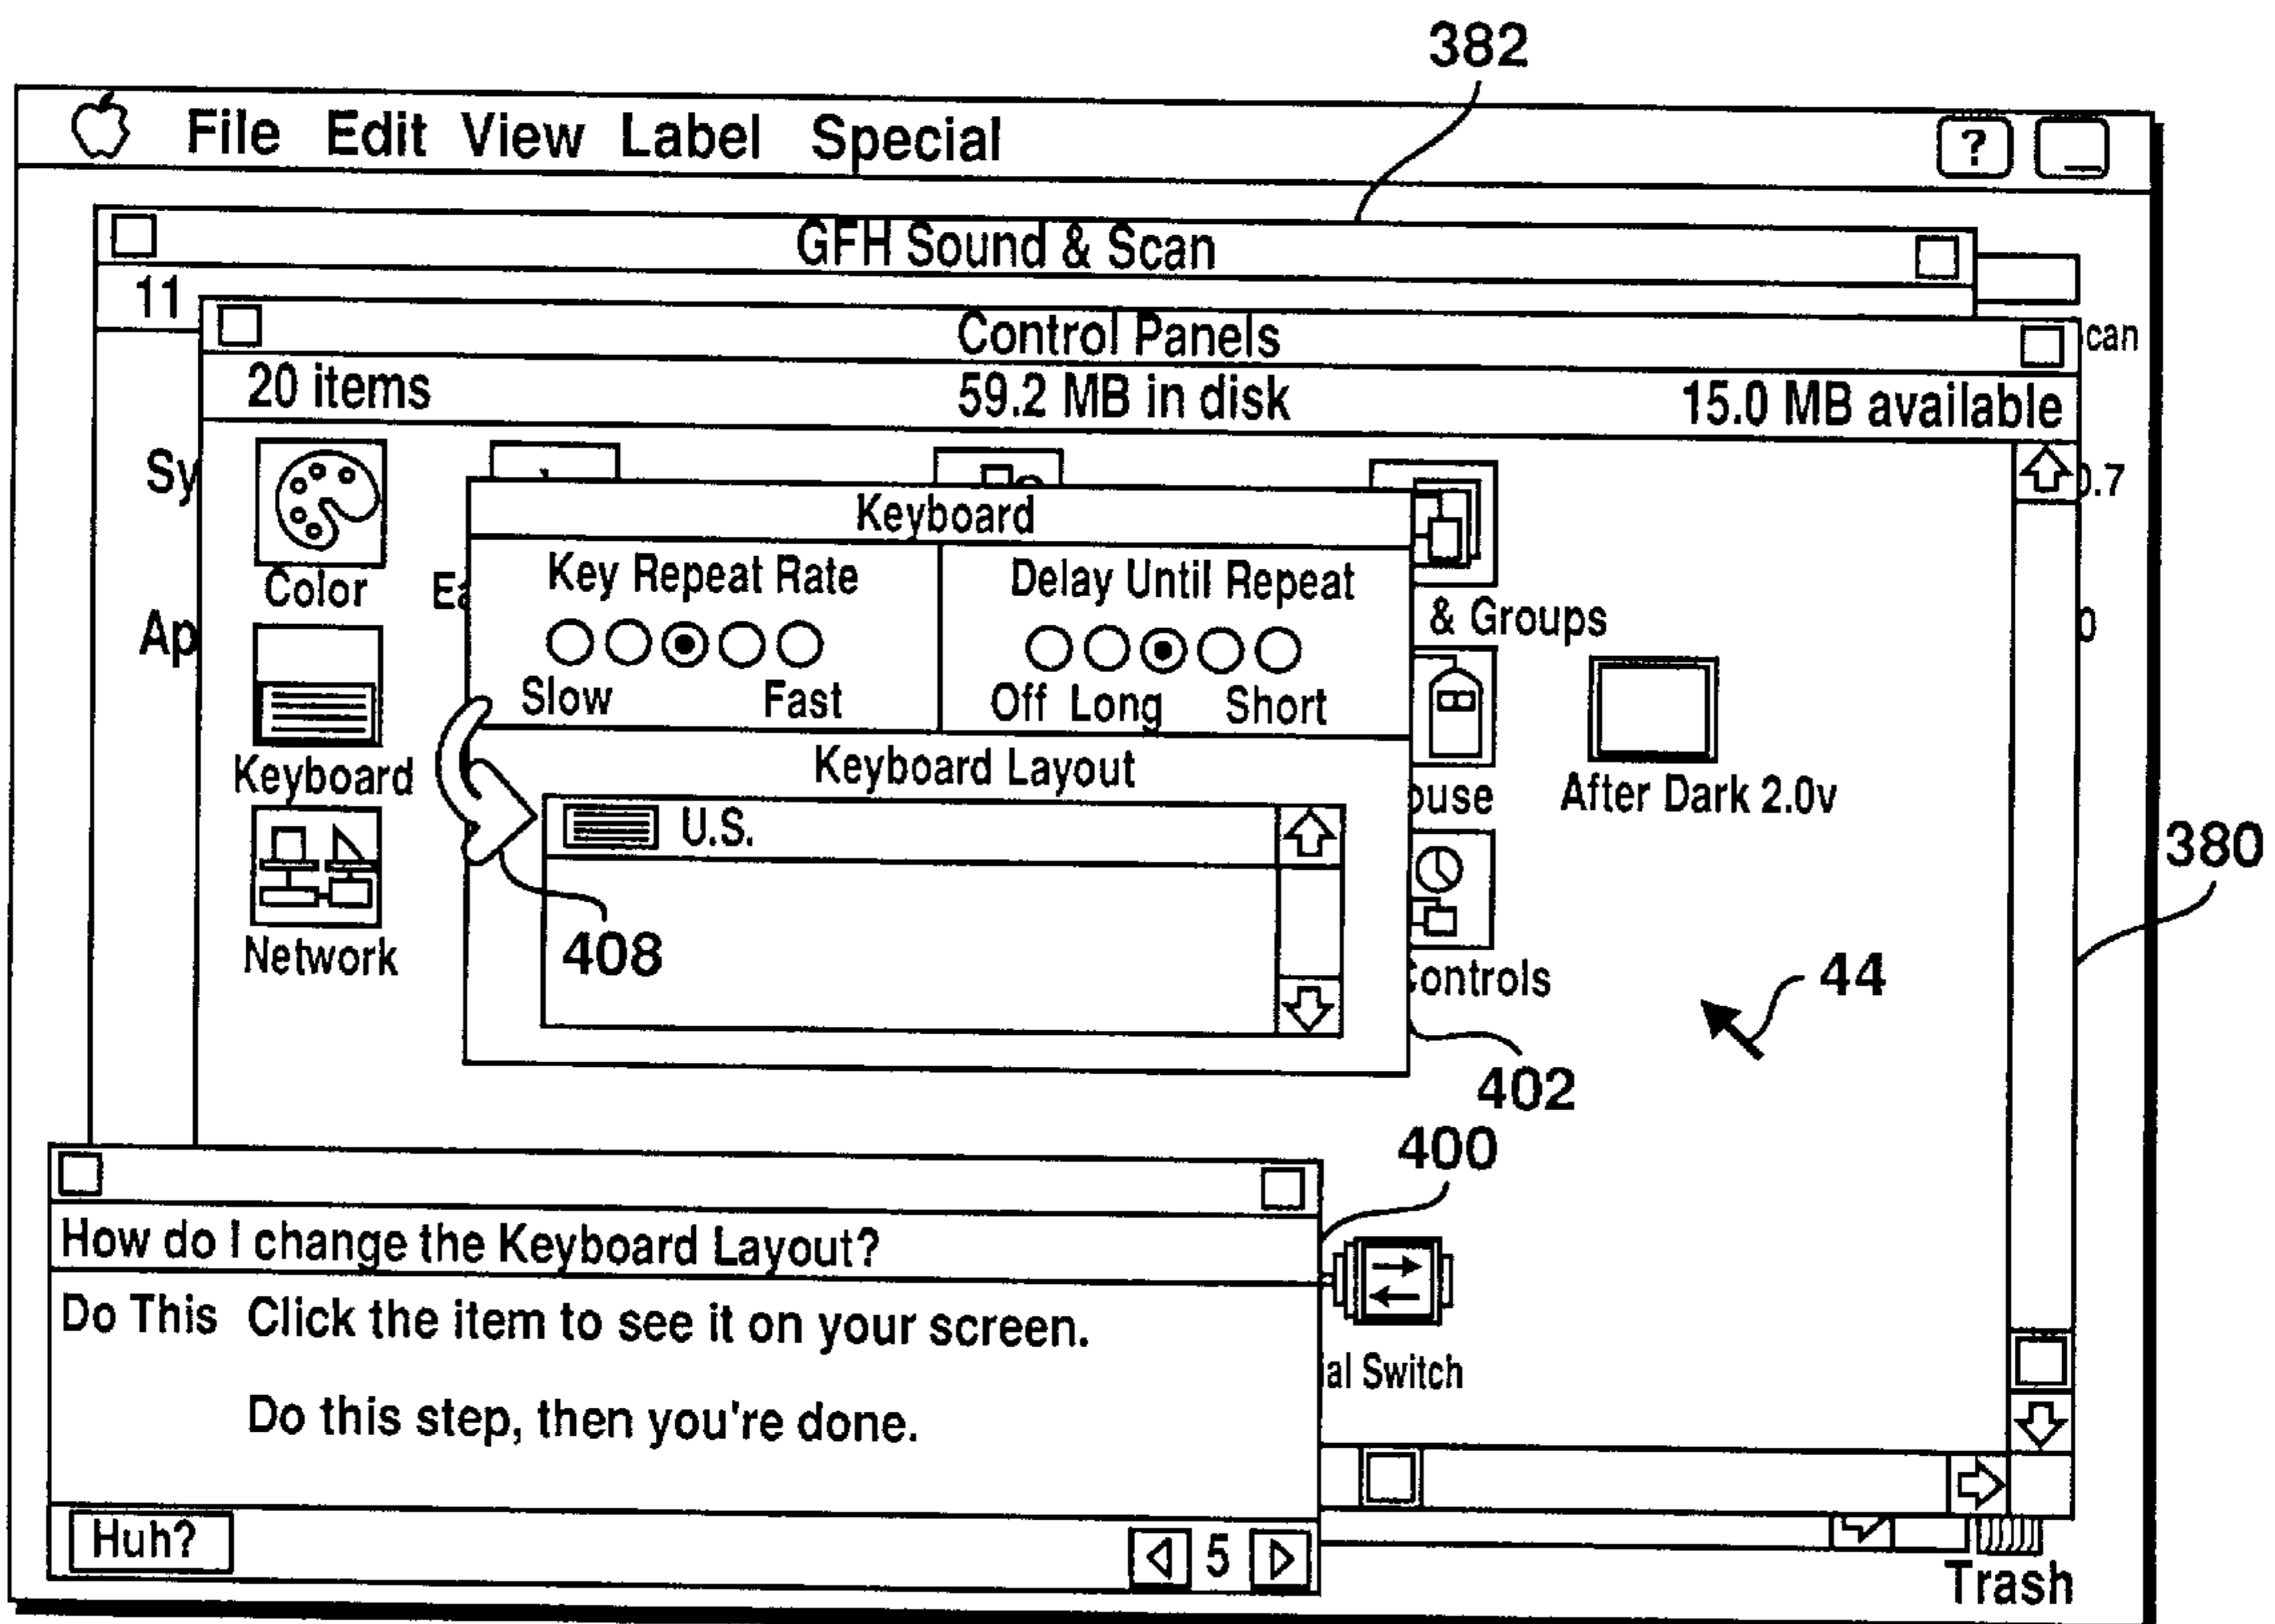 382
File Edit View Label Special ?
GFH Sound & Scan
11
Control Panels
can
20 items 59.2 MB in disk 15.0 MB available
Sy
0.7
Keyboard
Color
Ea
Key Repeat Rate
Delay Until Repeat
& Groups
Ap
0
Slow Fast
Off Long Short
Keyboard
Keyboard Layout
ouse
After Dark 2.0v
U.S.
380
408
Network
Controls
44
402
400
How do I change the Keyboard Layout?
Do This Click the item to see it on your screen.
al Switch
Do this step, then you're done.
Huh?
5
Trash